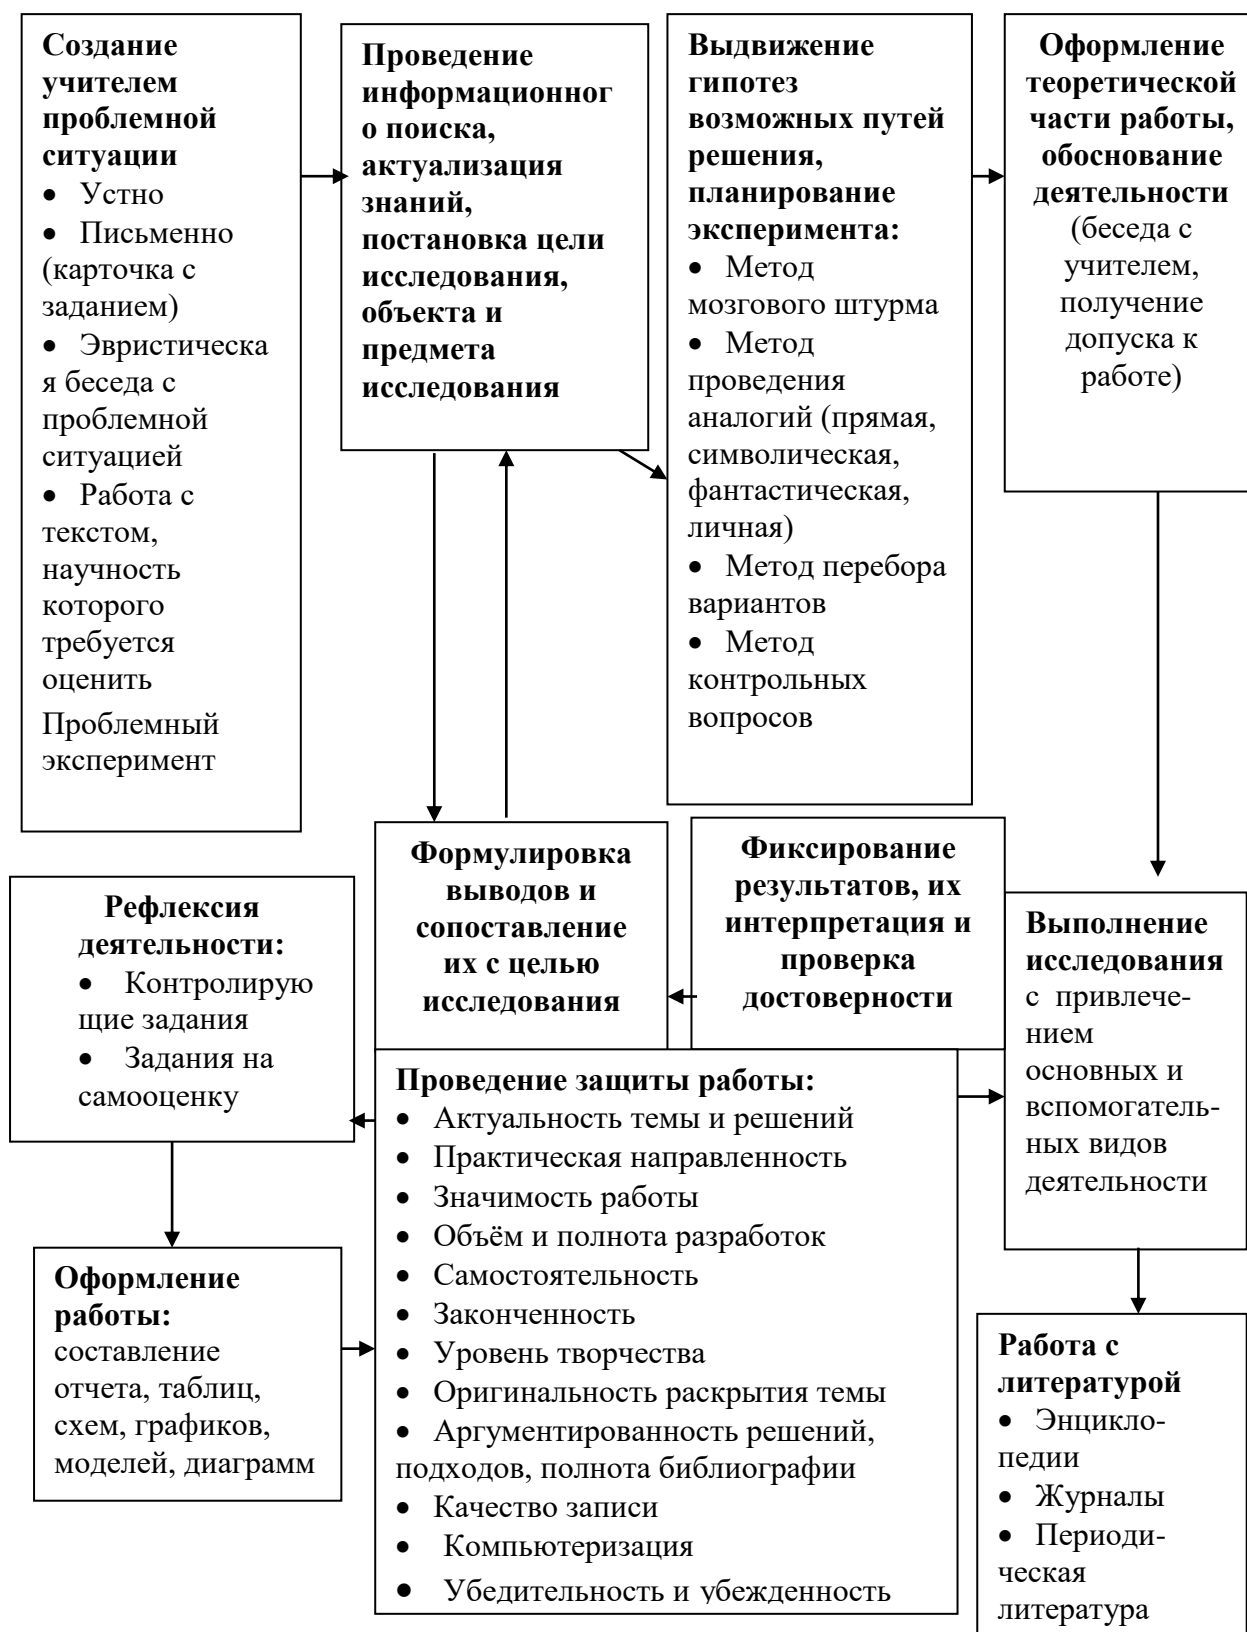 Создание
учителем
проблемной
ситуации
• Устно
• Письменно
(карточка с
заданием)
• Эвристическа
я беседа с
проблемной
ситуацией
• Работа с
текстом,
научность
которого
требуется
оценить
Проблемный
эксперимент
Проведение
информационног
о поиска,
актуализация
знаний,
постановка цели
исследования,
объекта и
предмета
исследования
Выдвижение
гипотез
возможных путей
решения,
планирование
эксперимента:
• Метод
мозгового штурма
• Метод
проведения
аналогий (прямая,
символическая,
фантастическая,
личная)
• Метод перебора
вариантов
• Метод
контрольных
вопросов
Оформление
теоретической
части работы,
обоснование
деятельности
(беседа с
учителем,
получение
допуска к
работе)
Рефлексия
деятельности:
• Контролирую
щие задания
• Задания на
самооценку
Формулировка
выводов и
сопоставление
их с целью
исследования
Фиксирование
результатов, их
интерпретация и
проверка
достоверности
Выполнение
исследования
с привлече-
нием
основных и
вспомогатель-
ных видов
деятельности
Оформление
работы:
составление
отчета, таблиц,
схем, графиков,
моделей, диаграмм
Проведение защиты работы:
• Актуальность темы и решений
• Практическая направленность
• Значимость работы
• Объём и полнота разработок
• Самостоятельность
• Законченность
• Уровень творчества
• Оригинальность раскрытия темы
• Аргументированность решений,
подходов, полнота библиографии
• Качество записи
• Компьютеризация
• Убедительность и убежденность
Работа с
литературой
• Энцикло-
педии
• Журналы
• Периоди-
ческая
литература